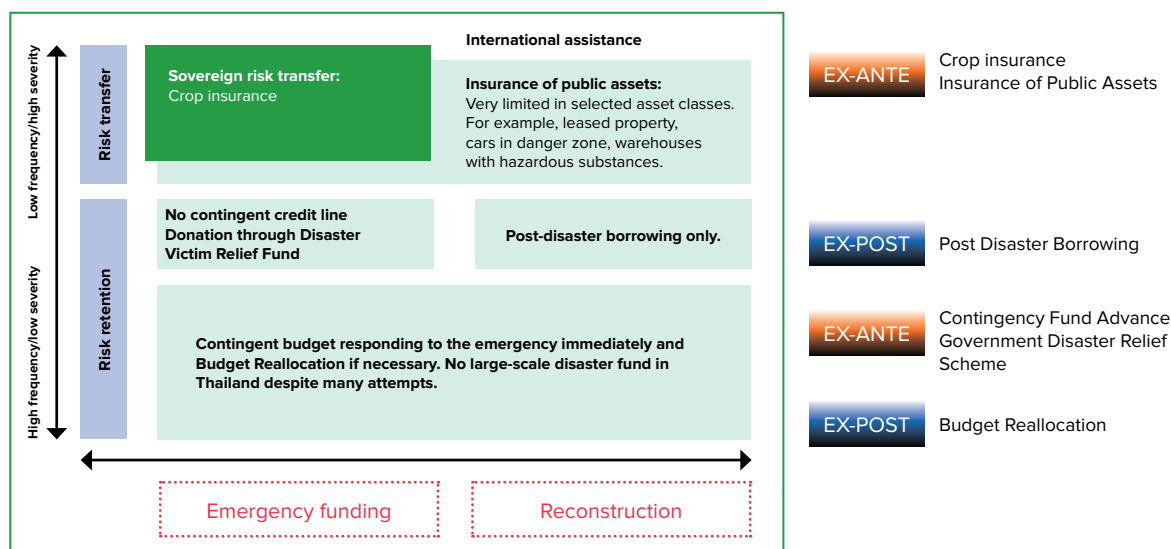 International assistance
Low frequency/high severity
Risk transfer
Sovereign risk transfer:
Crop insurance
Insurance of public assets:
Very limited in selected asset classes.
For example, leased property,
cars in danger zone, warehouses
with hazardous substances.
High frequency/low severity
Risk retention
No contingent credit line
Donation through Disaster
Victim Relief Fund
Post-disaster borrowing only.
Contingent budget responding to the emergency immediately and
Budget Reallocation if necessary. No large-scale disaster fund in
Thailand despite many attempts.
Emergency funding
Reconstruction
EX-ANTE
Crop insurance
Insurance of Public Assets
EX-POST
Post Disaster Borrowing
EX-ANTE
Contingency Fund Advance
Government Disaster Relief
Scheme
EX-POST
Budget Reallocation